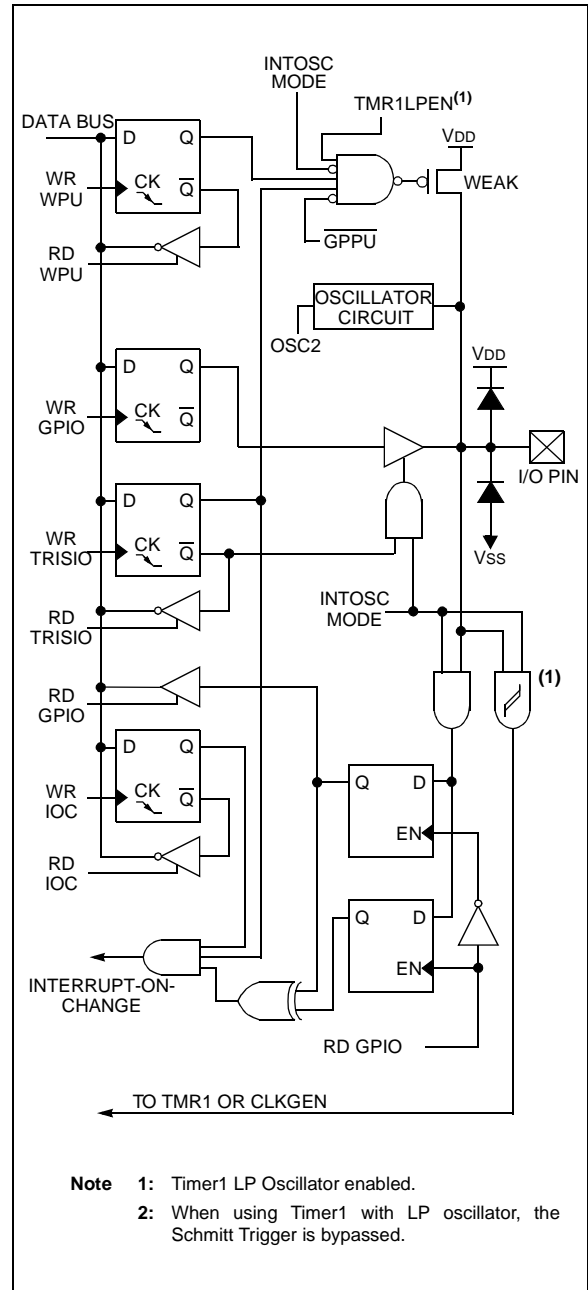 INTOSC
MODE
TMR1LPEN(1)
DATA BUS
D Q
VDD
WR
WPU
CK Q
WEAK
RD
WPU
GPPU
OSCILLATOR
CIRCUIT
OSC2
VDD
D Q
WR
GPIO
CK Q
I/O PIN
D Q
WR
TRISIO
CK Q
VSS
INTOSC
MODE
RD
TRISIO
(1)
RD
GPIO
D Q
WR
IOC
CK Q
Q D
EN
RD
IOC
Q D
EN
INTERRUPT-ON-
CHANGE
RD GPIO
TO TMR1 OR CLKGEN
Note 1: Timer1 LP Oscillator enabled.
2: When using Timer1 with LP oscillator, the
Schmitt Trigger is bypassed.